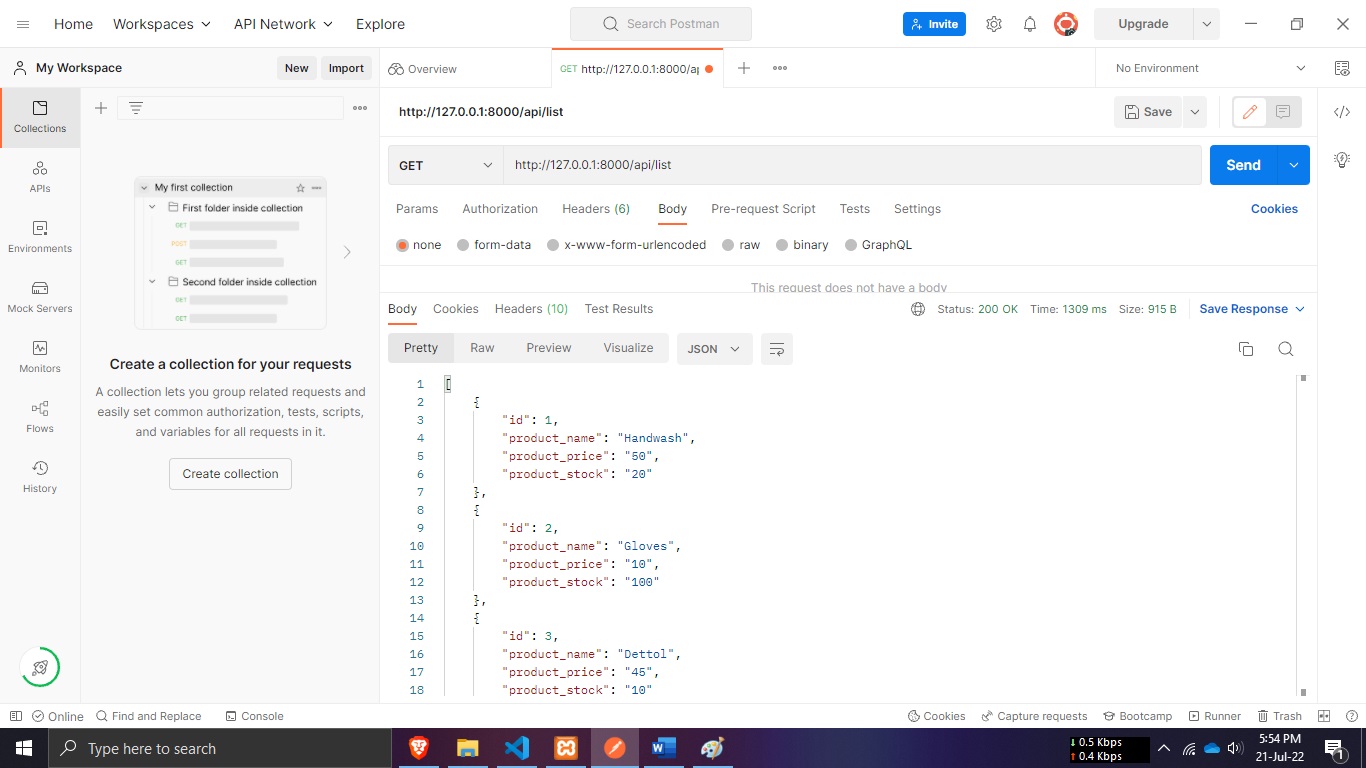 Home Workspaces API Network Explore Search Postman Invite Upgrade
My Workspace New Import Overview GET http://127.0.0.1:8000/a No Environment
Collections
APIs
Environments
Mock Servers
Monitors
Flows
History
My first collection
First folder inside collection
GET
POST
GET
Second folder inside collection
GET
GET
Create a collection for your requests
A collection lets you group related requests and
easily set common authorization, tests, scripts,
and variables for all requests in it.
Create collection
http://127.0.0.1:8000/api/list Save
GET http://127.0.0.1:8000/api/list Send
Params Authorization Headers (6) Body Pre-request Script Tests Settings Cookies
none form-data x-www-form-urlencoded raw binary GraphQL
This request does not have a body
Body Cookies Headers (10) Test Results Status: 200 OK Time: 1309 ms Size: 915 B Save Response
Pretty Raw Preview Visualize JSON
1 [
2 {
3 "id": 1,
4 "product_name": "Handwash",
5 "product_price": "50",
6 "product_stock": "20"
7 },
8 {
9 "id": 2,
10 "product_name": "Gloves",
11 "product_price": "10",
12 "product_stock": "100"
13 },
14 {
15 "id": 3,
16 "product_name": "Dettol",
17 "product_price": "45",
18 "product_stock": "10"
Online Find and Replace Console Cookies Capture requests Bootcamp Runner Trash
Type here to search
0.5 Kbps
0.4 Kbps
5:54 PM
21-Jul-22
1